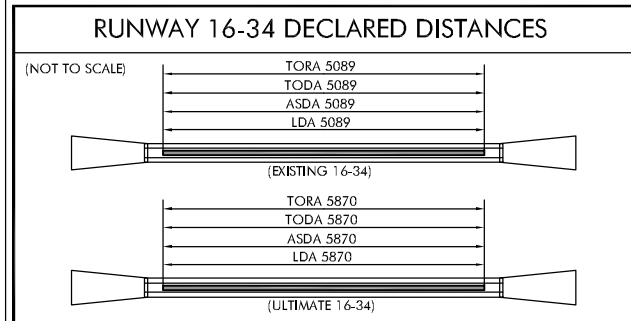 RUNWAY 16-34 DECLARED DISTANCES
(NOT TO SCALE)
TORA 5089
TODA 5089
ASDA 5089
LDA 5089
(EXISTING 16-34)
TORA 5870
TODA 5870
ASDA 5870
LDA 5870
(ULTIMATE 16-34)